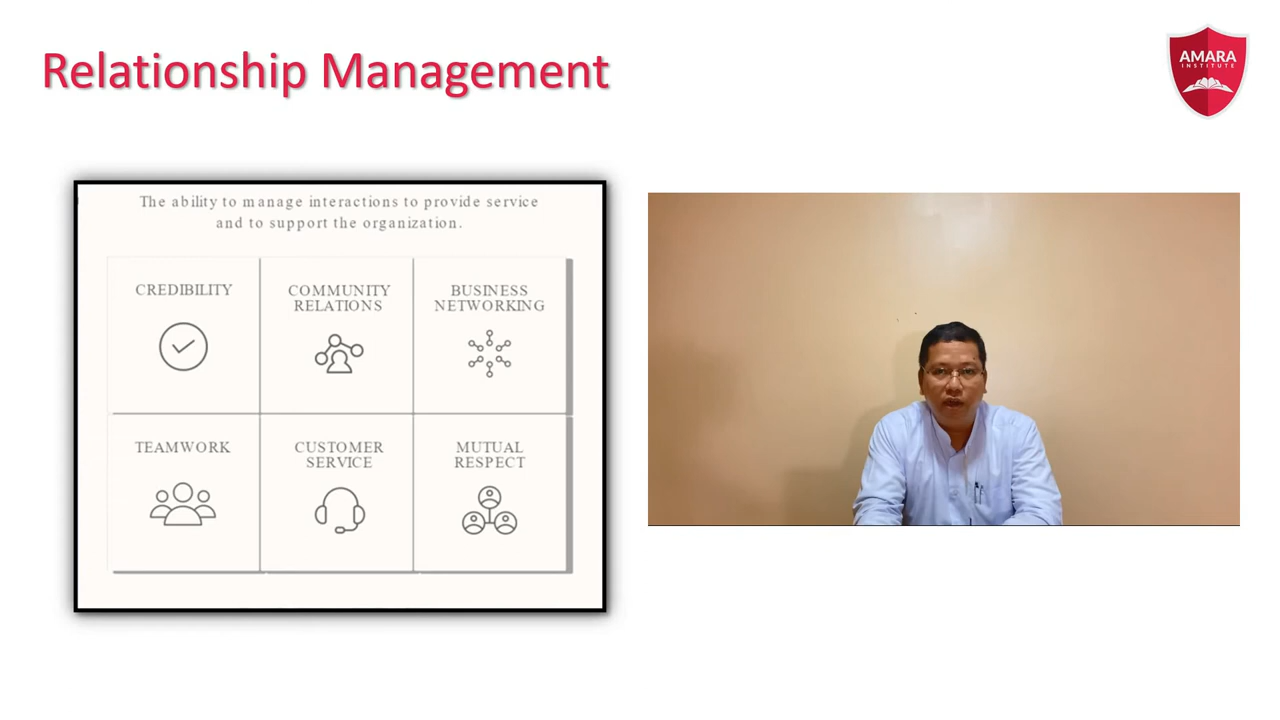 Relationship Management
AMARA
INSTITUTE
The ability to manage interactions to provide service
and to support the organization.
CREDIBILITY
COMMUNITY
RELATIONS
BUSINESS
NETWORKING
TEAMWORK
CUSTOMER
SERVICE
MUTUAL
RESPECT